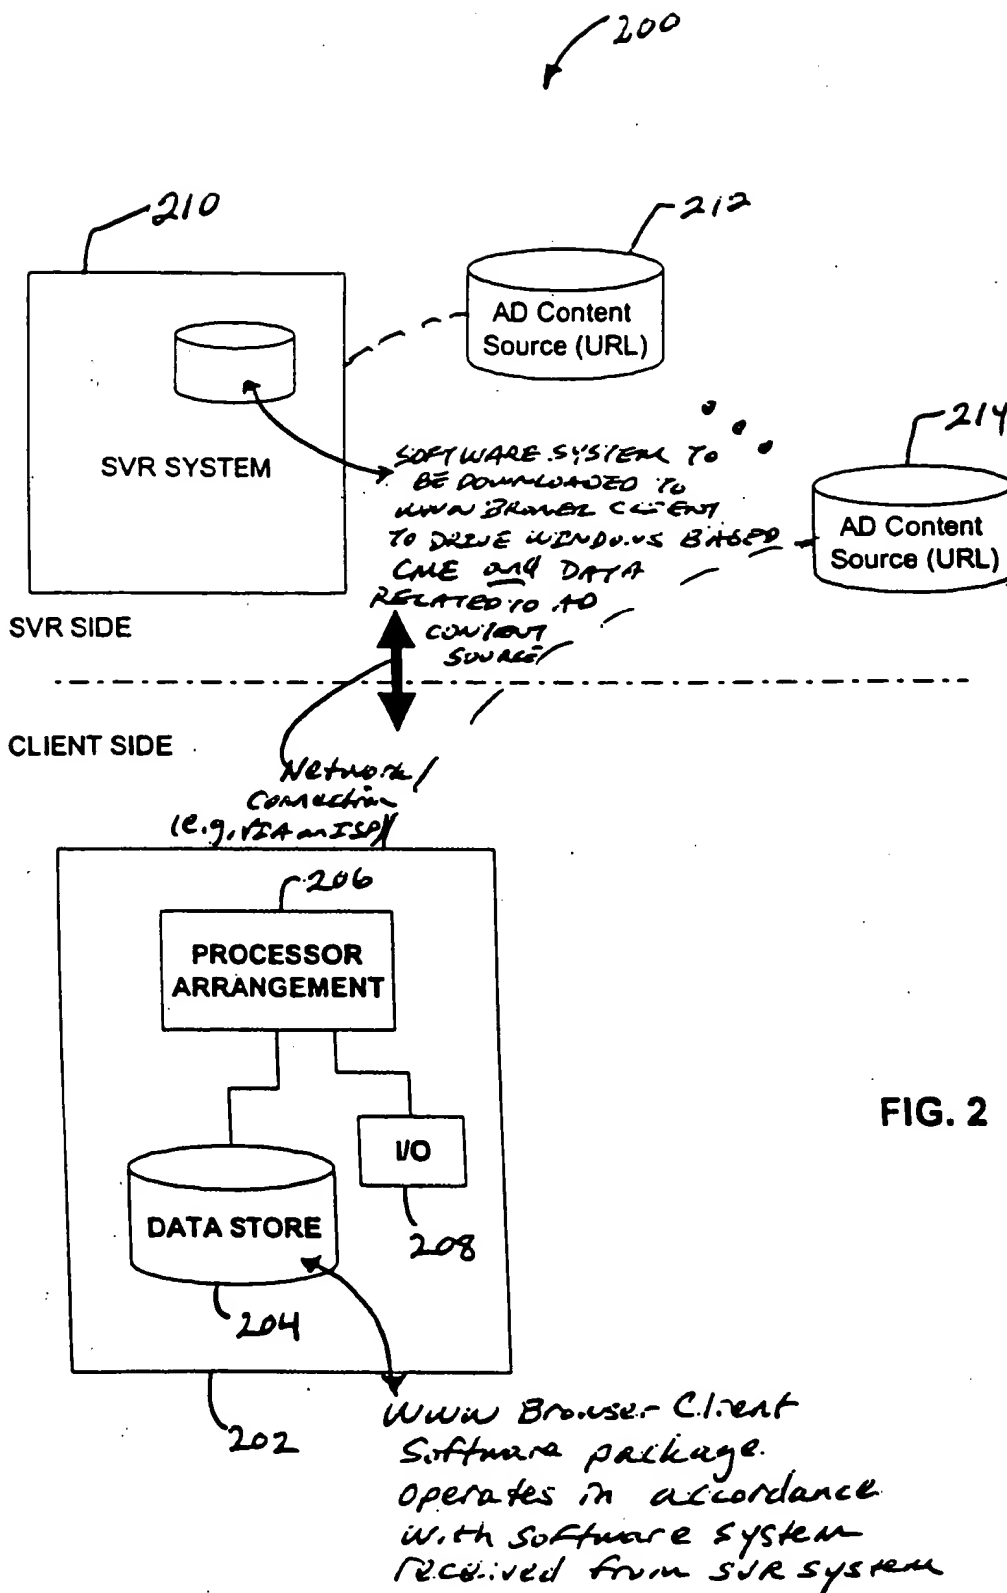 200
210
212
AD Content
Source (URL)
214
AD Content
Source (URL)
SVR SYSTEM
SOFTWARE SYSTEM TO
BE DOWNLOADED TO
WWW BROWSER CLIENT
TO DRIVE WINDOWS BASED
GME and DATA
RELATED TO AD
CONTENT
SOURCE
SVR SIDE
CLIENT SIDE
Network
Connection
(e.g., VIA an ISP)
206
PROCESSOR
ARRANGEMENT
I/O
208
DATA STORE
204
202
FIG. 2
WWW Browser Client
Software package
operates in accordance
with software system
received from SVR system